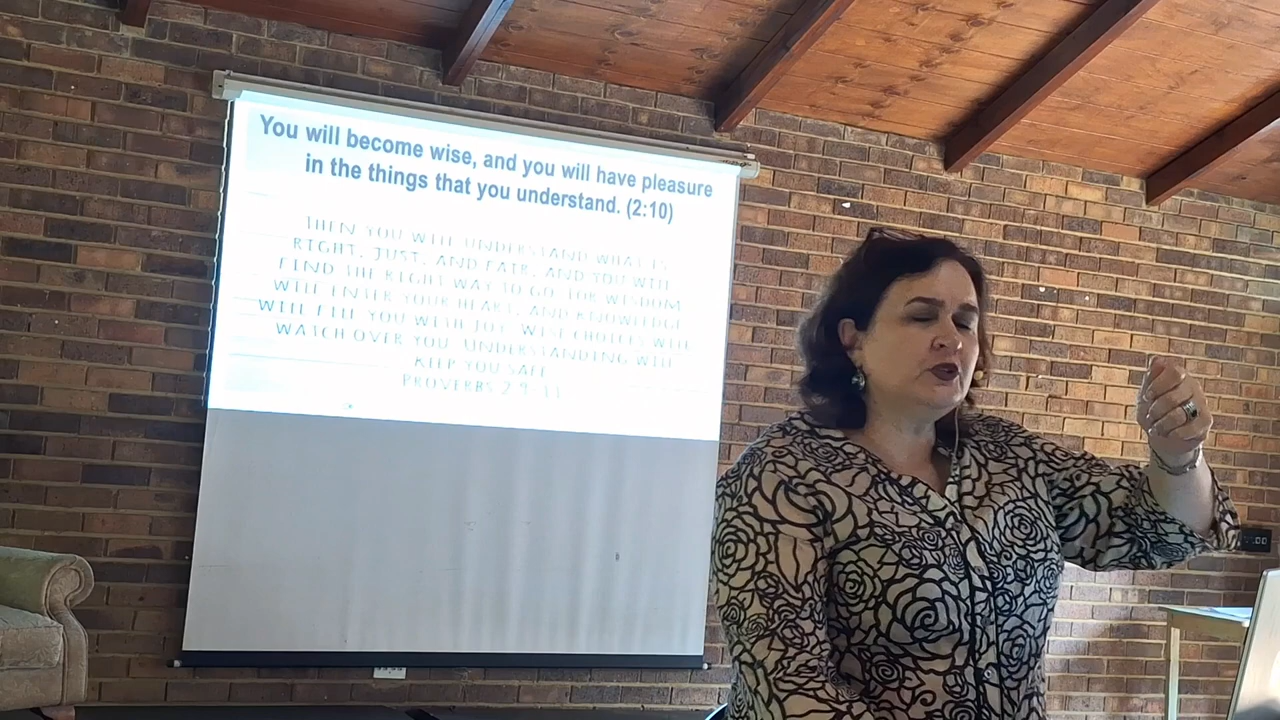 You will become wise, and you will have pleasure
in the things that you understand. (2:10)
THEN YOU WILL UNDERSTAND WHAT IS
RIGHT, JUST, AND FAIR, AND YOU WILL
FIND THE RIGHT WAY TO GO. FOR WISDOM
WILL ENTER YOUR HEART, AND KNOWLEDGE
WILL FILL YOU WITH JOY. WISE CHOICES WILL
WATCH OVER YOU. UNDERSTANDING WILL
KEEP YOU SAFE
PROVERBS 2:9-11